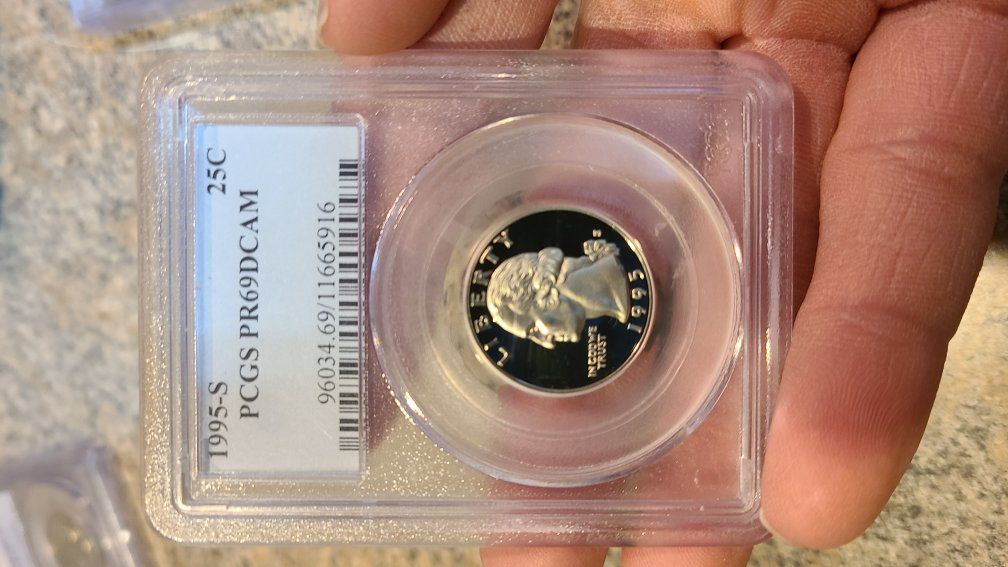 1995-S 25C
PCGS PR69DCAM
96034.69/11665916
LIBERTY
IN GOD WE
TRUST
S
1995